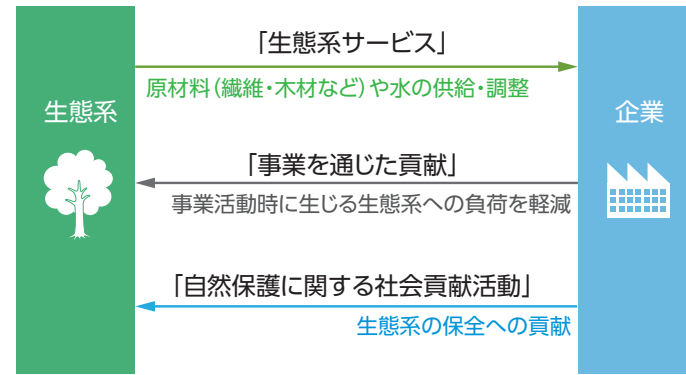 「生態系サービス」
原材料（繊維・木材など）や水の供給・調整
生態系
企業
「事業を通じた貢献」
事業活動時に生じる生態系への負荷を軽減
「自然保護に関する社会貢献活動」
生態系の保全への貢献